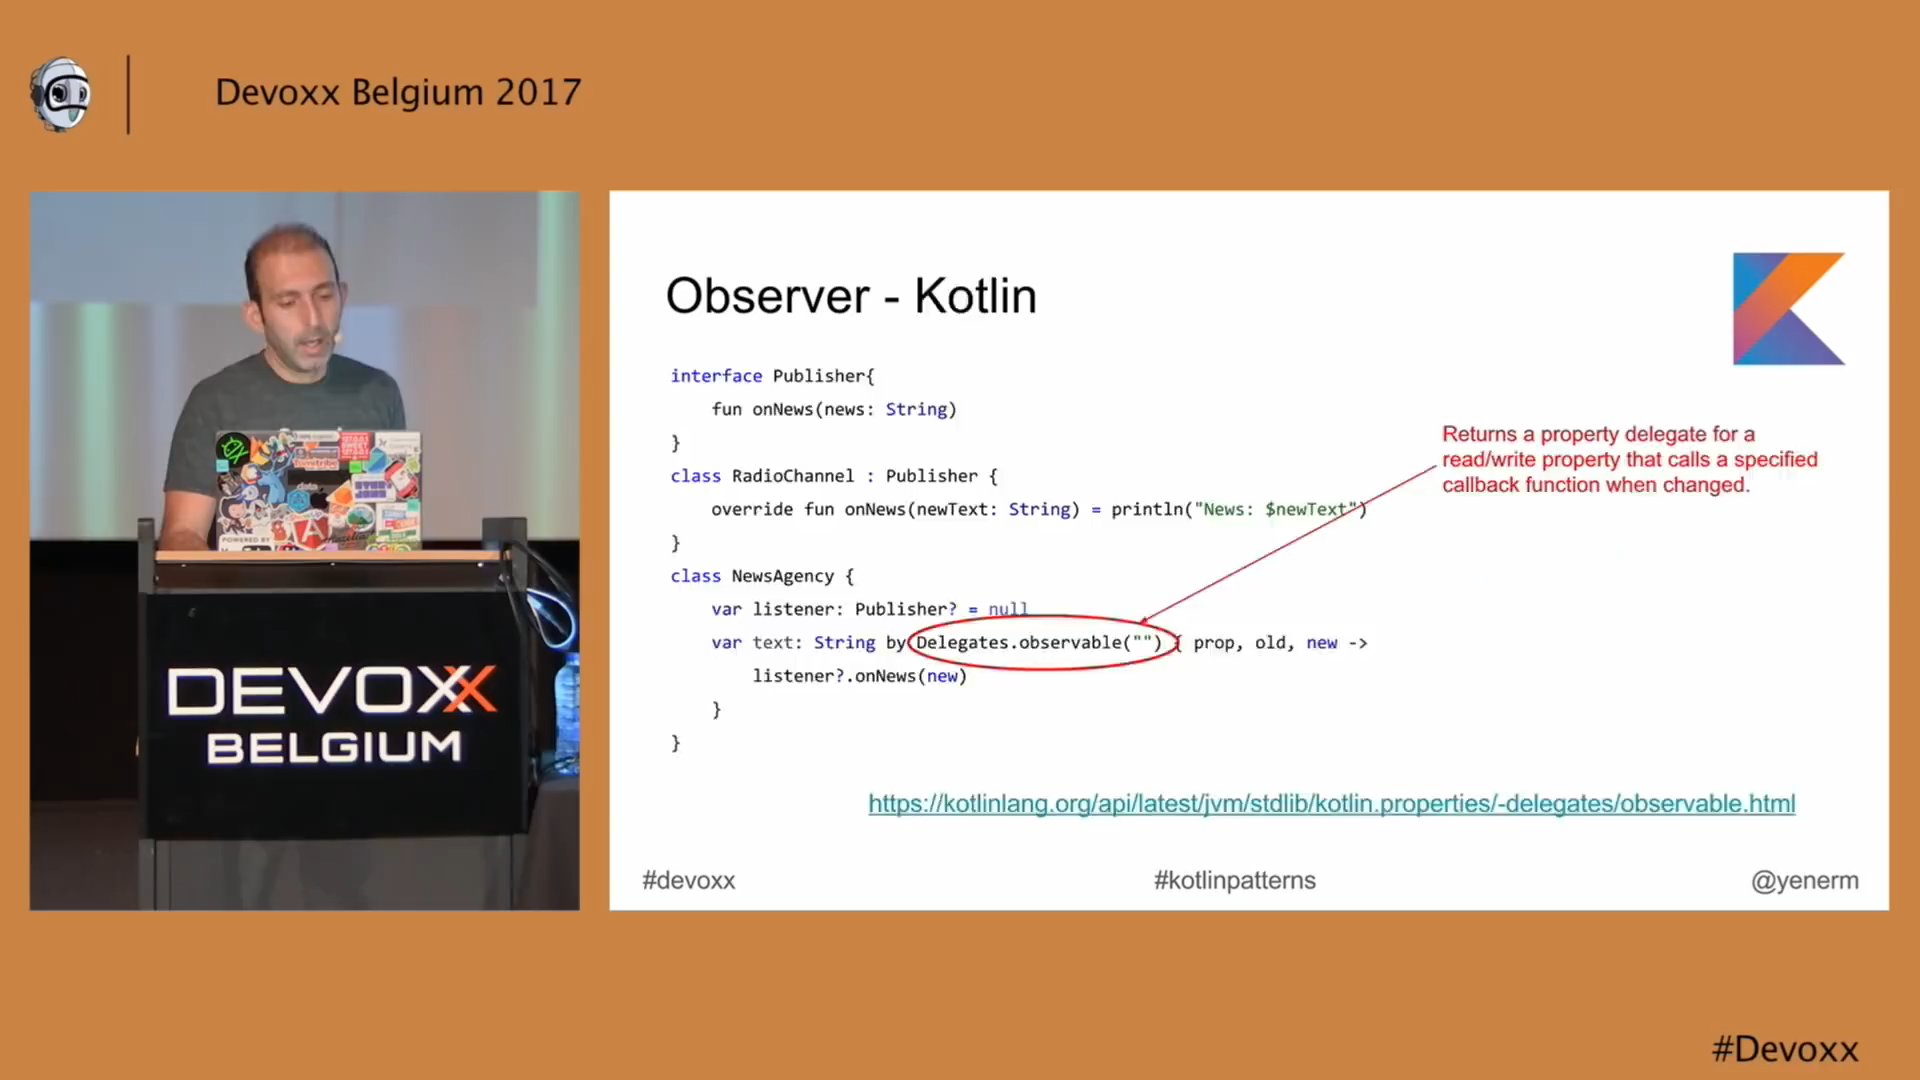 Devoxx Belgium 2017
POWERED BY
data
DEVOXX
BELGIUM
Observer - Kotlin
interface Publisher{
fun onNews(news: String)
}
class RadioChannel : Publisher {
override fun onNews(newText: String) = println("News: $newText")
}
class NewsAgency {
var listener: Publisher? = null
var text: String by Delegates.observable("") { prop, old, new ->
listener?.onNews(new)
}
}
Returns a property delegate for a
read/write property that calls a specified
callback function when changed.
https://kotlinlang.org/api/latest/jvm/stdlib/kotlin.properties/-delegates/observable.html
#devoxx
#kotlinpatterns
@yenerm
#Devoxx